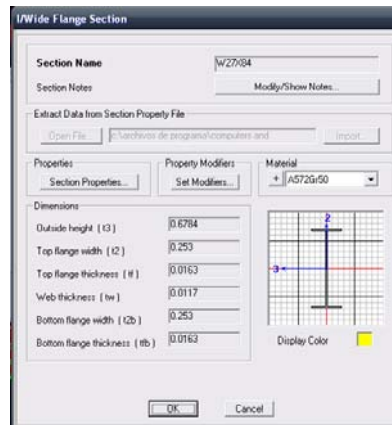 I/Wide Flange Section
Section Name W27X84
Section Notes Modify/Show Notes...
Extract Data from Section Property File
Open File... c:\archivos de programa\computers and Import...
Properties Property Modifiers Material
Section Properties... Set Modifiers... + A572Gr50
Dimensions
Outside height ( t3 ) 0.6784
Top flange width ( t2 ) 0.253
Top flange thickness ( tf ) 0.0163
Web thickness ( tw ) 0.0117
Bottom flange width ( t2b ) 0.253
Bottom flange thickness ( tfb ) 0.0163
2
3
Display Color
OK Cancel